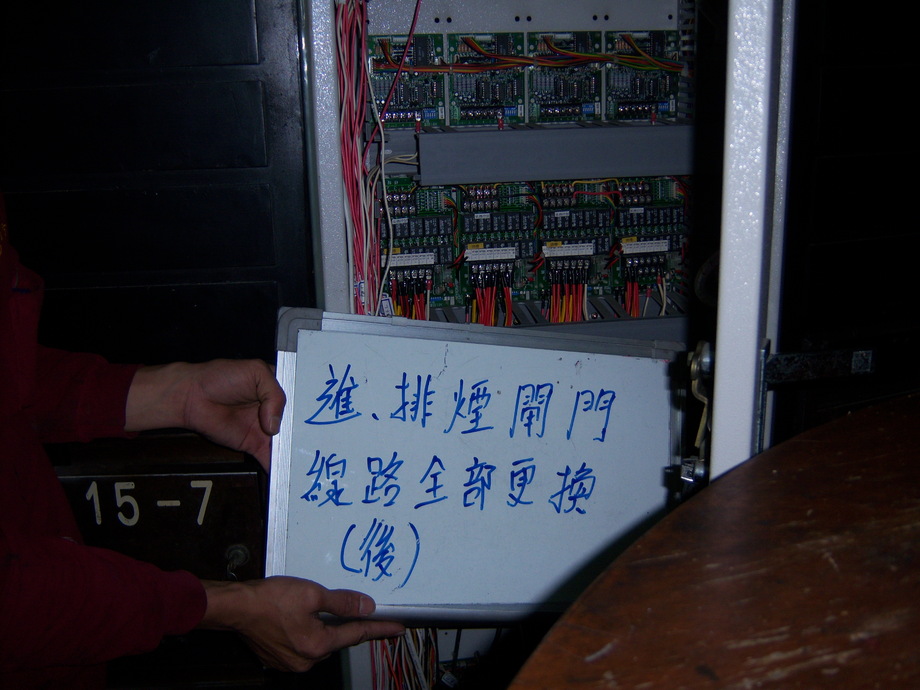 進、排煙閘門
線路全部更換
(後)
15-7